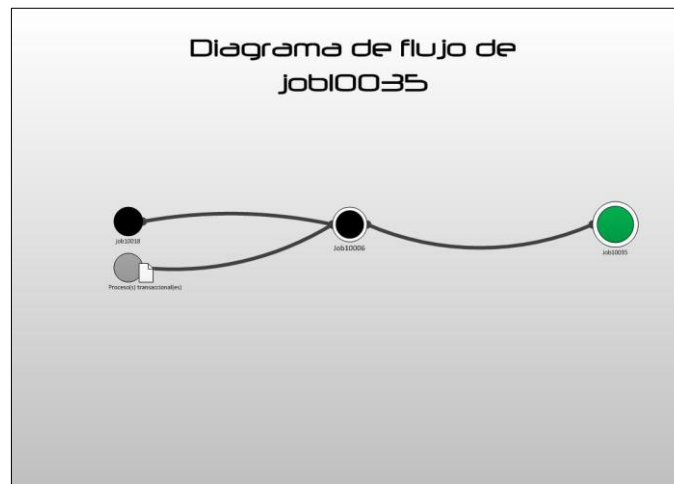 Diagrama de flujo de
job10035
job10018
Job10006
Job10035
Proceso(s) transaccional(es)